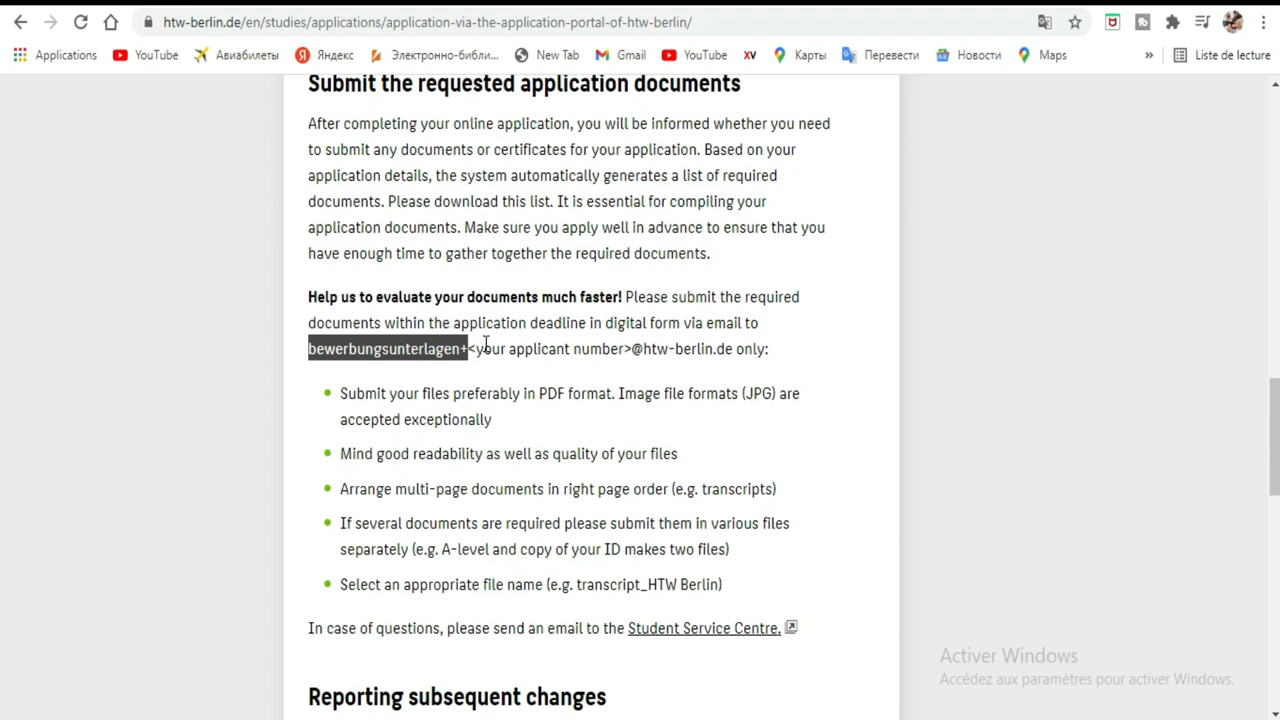 htw-berlin.de/en/studies/applications/application-via-the-application-portal-of-htw-berlin/
Applications YouTube Авиабилеты Яндекс Электронно-библи... New Tab Gmail YouTube XV Карты Перевести Новости Maps » Liste de lecture
Submit the requested application documents
After completing your online application, you will be informed whether you need
to submit any documents or certificates for your application. Based on your
application details, the system automatically generates a list of required
documents. Please download this list. It is essential for compiling your
application documents. Make sure you apply well in advance to ensure that you
have enough time to gather together the required documents.
Help us to evaluate your documents much faster! Please submit the required
documents within the application deadline in digital form via email to
bewerbungsunterlagen+<your applicant number>@htw-berlin.de only:
Submit your files preferably in PDF format. Image file formats (JPG) are
accepted exceptionally
Mind good readability as well as quality of your files
Arrange multi-page documents in right page order (e.g. transcripts)
If several documents are required please submit them in various files
separately (e.g. A-level and copy of your ID makes two files)
Select an appropriate file name (e.g. transcript_HTW Berlin)
In case of questions, please send an email to the Student Service Centre.
Reporting subsequent changes
Activer Windows
Accédez aux paramètres pour activer Windows.